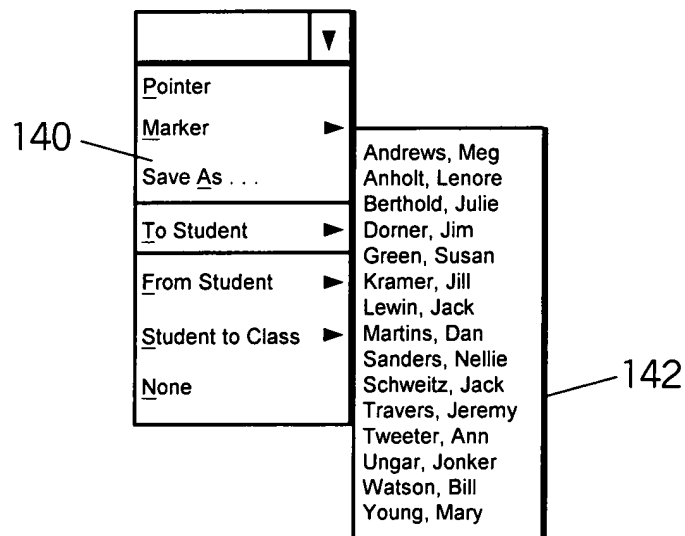 ▼
Pointer
Marker ►
140
Save As . . .
To Student ►
From Student ►
Student to Class ►
None
Andrews, Meg
Anholt, Lenore
Berthold, Julie
Dorner, Jim
Green, Susan
Kramer, Jill
Lewin, Jack
Martins, Dan
Sanders, Nellie
Schweitz, Jack
Travers, Jeremy
Tweeter, Ann
Ungar, Jonker
Watson, Bill
Young, Mary
142